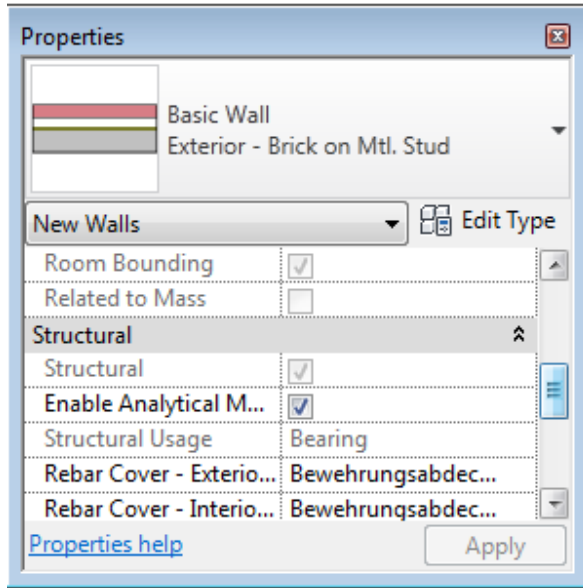 Properties
Basic Wall
Exterior - Brick on Mtl. Stud
New Walls Edit Type
Room Bounding
Related to Mass
Structural
Structural
Enable Analytical M...
Structural Usage Bearing
Rebar Cover - Exterio... Bewehrungsabdec...
Rebar Cover - Interio... Bewehrungsabdec...
Properties help Apply